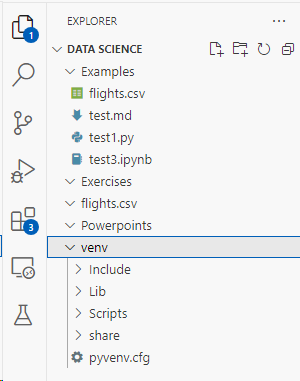 EXPLORER
1
DATA SCIENCE
Examples
flights.csv
test.md
test1.py
test3.ipynb
Exercises
flights.csv
3
Powerpoints
venv
Include
Lib
Scripts
share
pyvenv.cfg